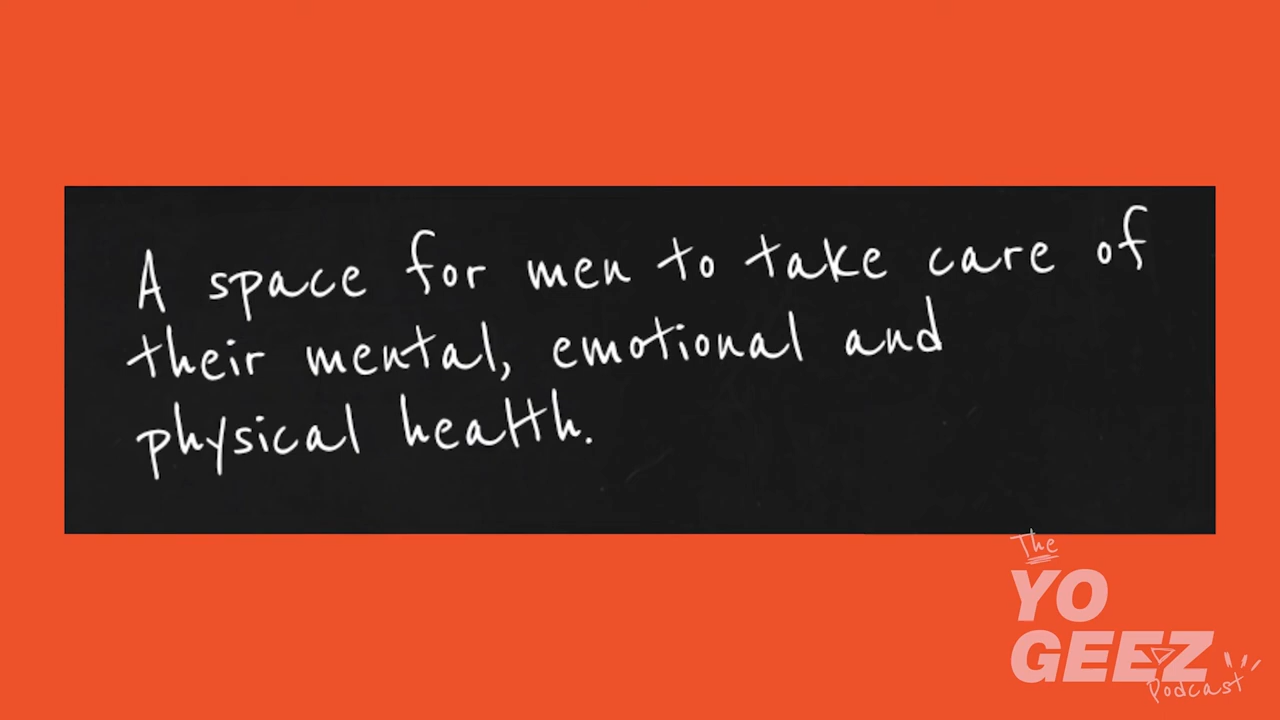 A space for men to take care of
their mental, emotional and
physical health.
The
YO
GEEZ
Podcast